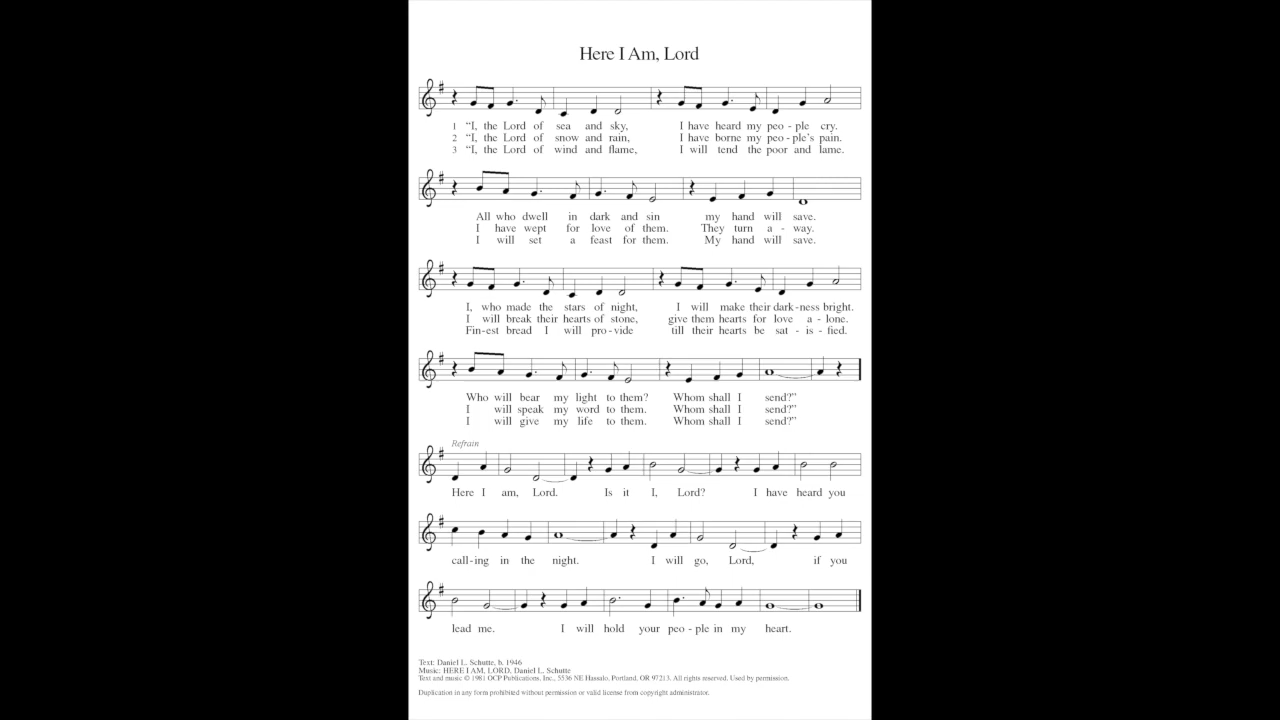 Here I Am, Lord
1 “I, the Lord of sea and sky, I have heard my peo - ple cry.
2 “I, the Lord of snow and rain, I have borne my peo - ple’s pain.
3 “I, the Lord of wind and flame, I will tend the poor and lame.
All who dwell in dark and sin my hand will save.
I have wept for love of them. They turn a - way.
I will set a feast for them. My hand will save.
I, who made the stars of night, I will make their dark-ness bright.
I will break their hearts of stone, give them hearts for love a - lone.
Fin-est bread I will pro-vide till their hearts be sat - is - fied.
Who will bear my light to them? Whom shall I send?”
I will speak my word to them. Whom shall I send?”
I will give my life to them. Whom shall I send?”
Refrain
Here I am, Lord. Is it I, Lord? I have heard you
call-ing in the night. I will go, Lord, if you
lead me. I will hold your peo - ple in my heart.
Text: Daniel L. Schutte, b. 1946
Music: HERE I AM, LORD, Daniel L. Schutte
Text and music © 1981 OCP Publications, Inc., 5536 NE Hassalo, Portland, OR 97213. All rights reserved. Used by permission.
Duplication in any form prohibited without permission or valid license from copyright administrator.